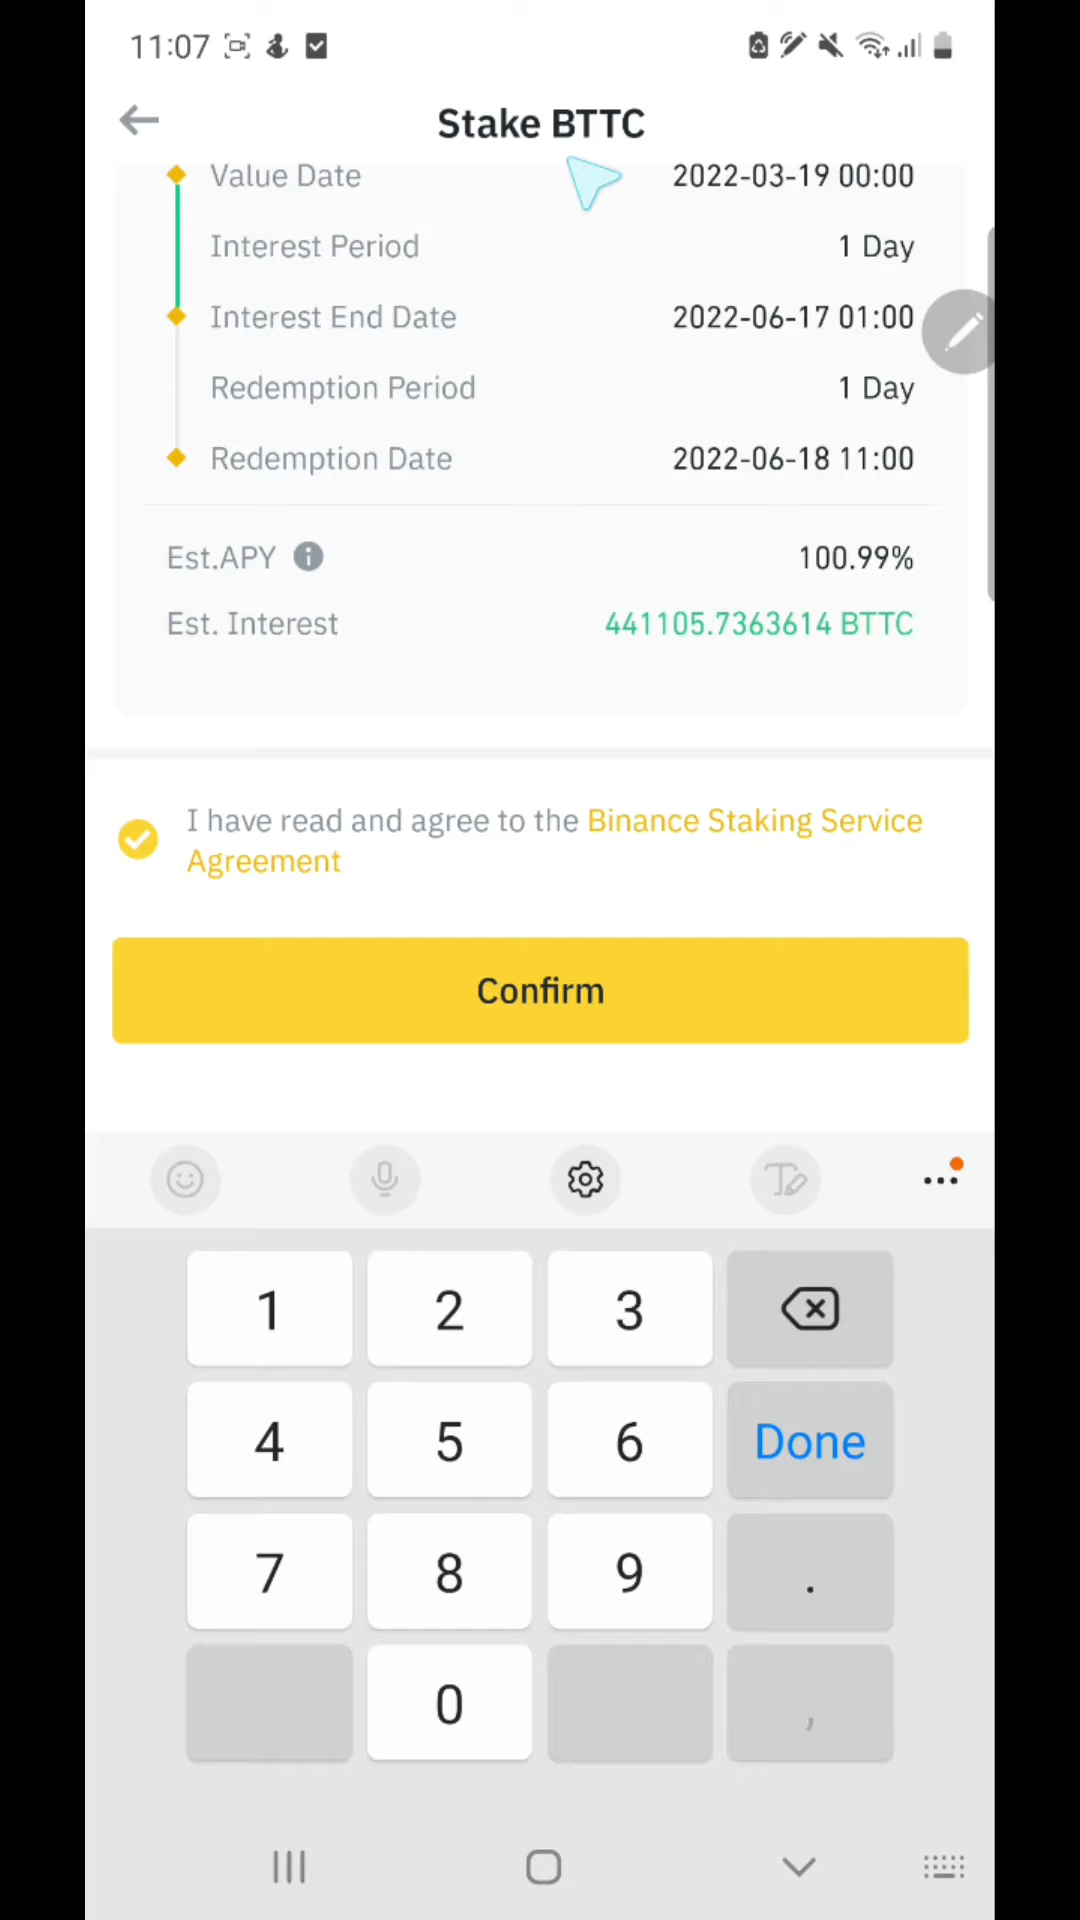 11:07
Stake BTTC
Value Date 2022-03-19 00:00
Interest Period 1 Day
Interest End Date 2022-06-17 01:00
Redemption Period 1 Day
Redemption Date 2022-06-18 11:00
Est.APY 100.99%
Est. Interest 441105.7363614 BTTC
I have read and agree to the Binance Staking Service
Agreement
Confirm
1 2 3
4 5 6 Done
7 8 9 .
0 ,